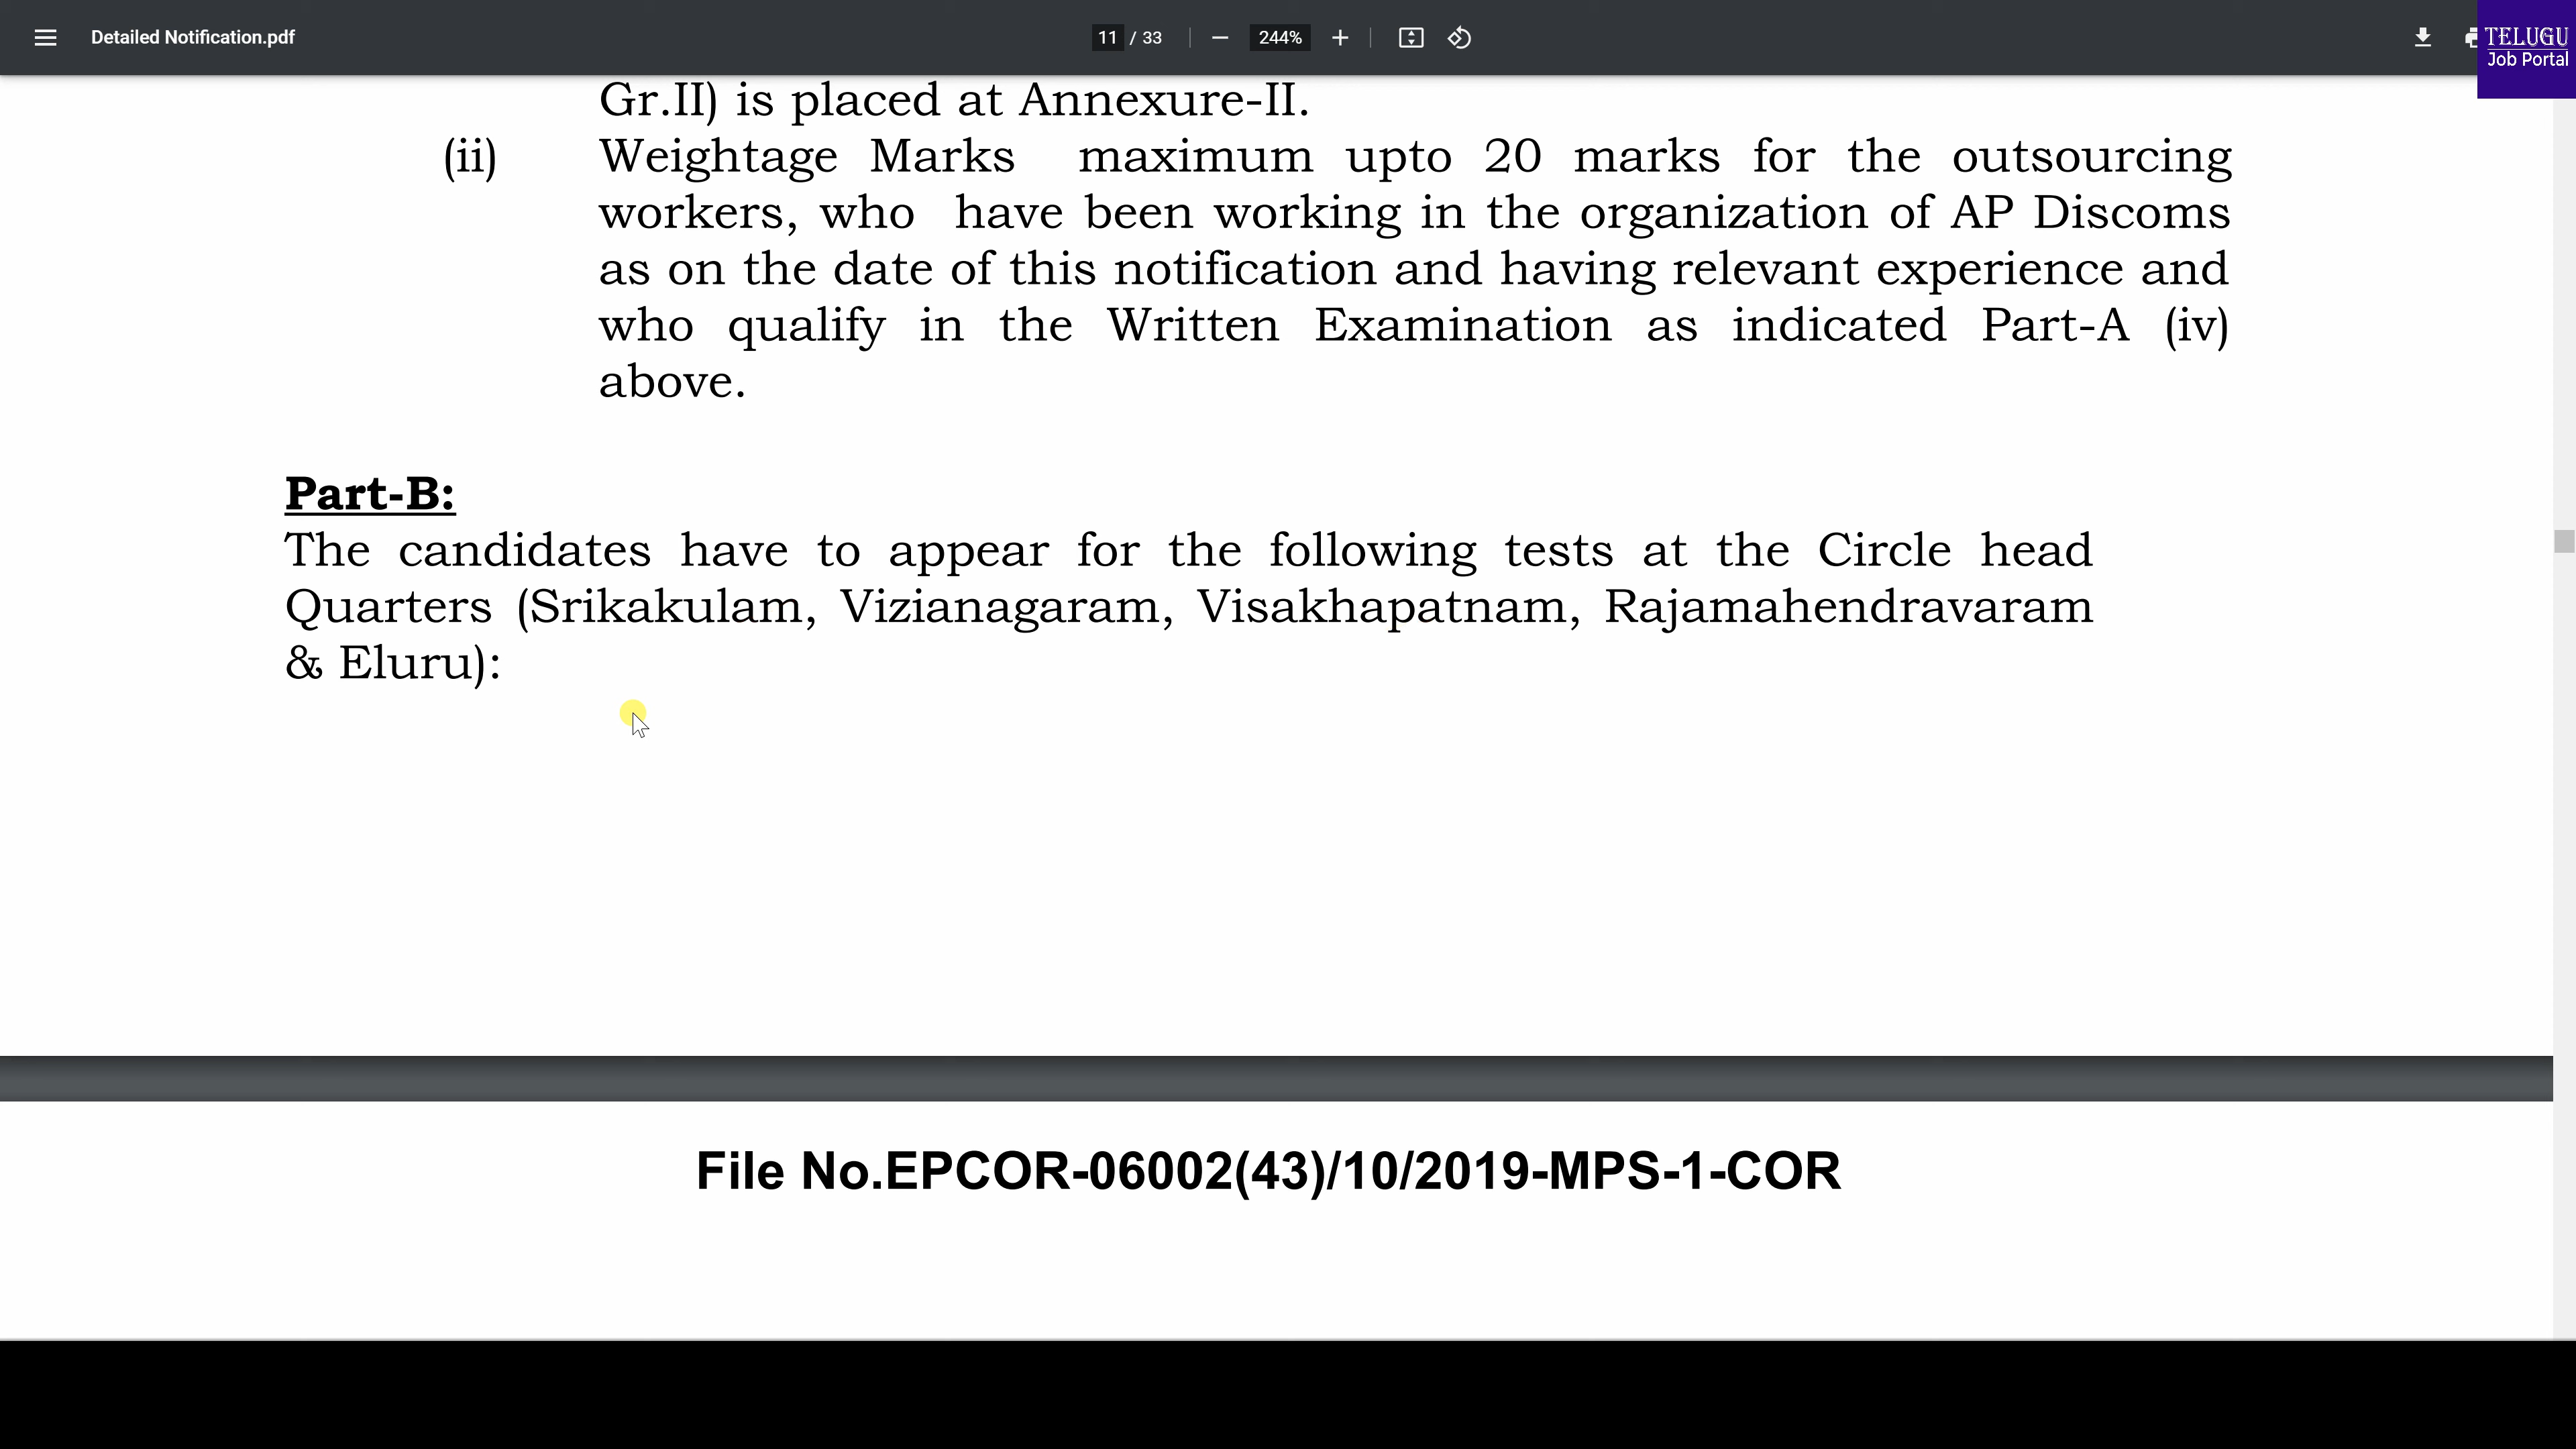 Detailed Notification.pdf
11 / 33
244%
TELUGU
Job Portal
Gr.II) is placed at Annexure-II.
(ii) Weightage Marks maximum upto 20 marks for the outsourcing
workers, who have been working in the organization of AP Discoms
as on the date of this notification and having relevant experience and
who qualify in the Written Examination as indicated Part-A (iv)
above.
Part-B:
The candidates have to appear for the following tests at the Circle head
Quarters (Srikakulam, Vizianagaram, Visakhapatnam, Rajamahendravaram
& Eluru):
File No.EPCOR-06002(43)/10/2019-MPS-1-COR